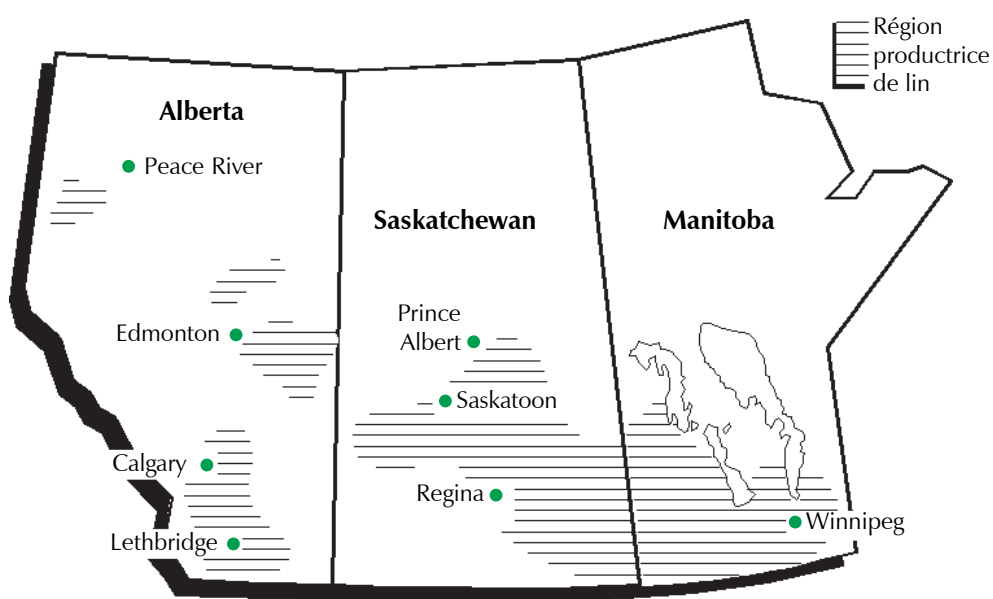 Région
productrice
de lin
Alberta
Peace River
Saskatchewan
Manitoba
Prince
Albert
Edmonton
Saskatoon
Calgary
Regina
Winnipeg
Lethbridge